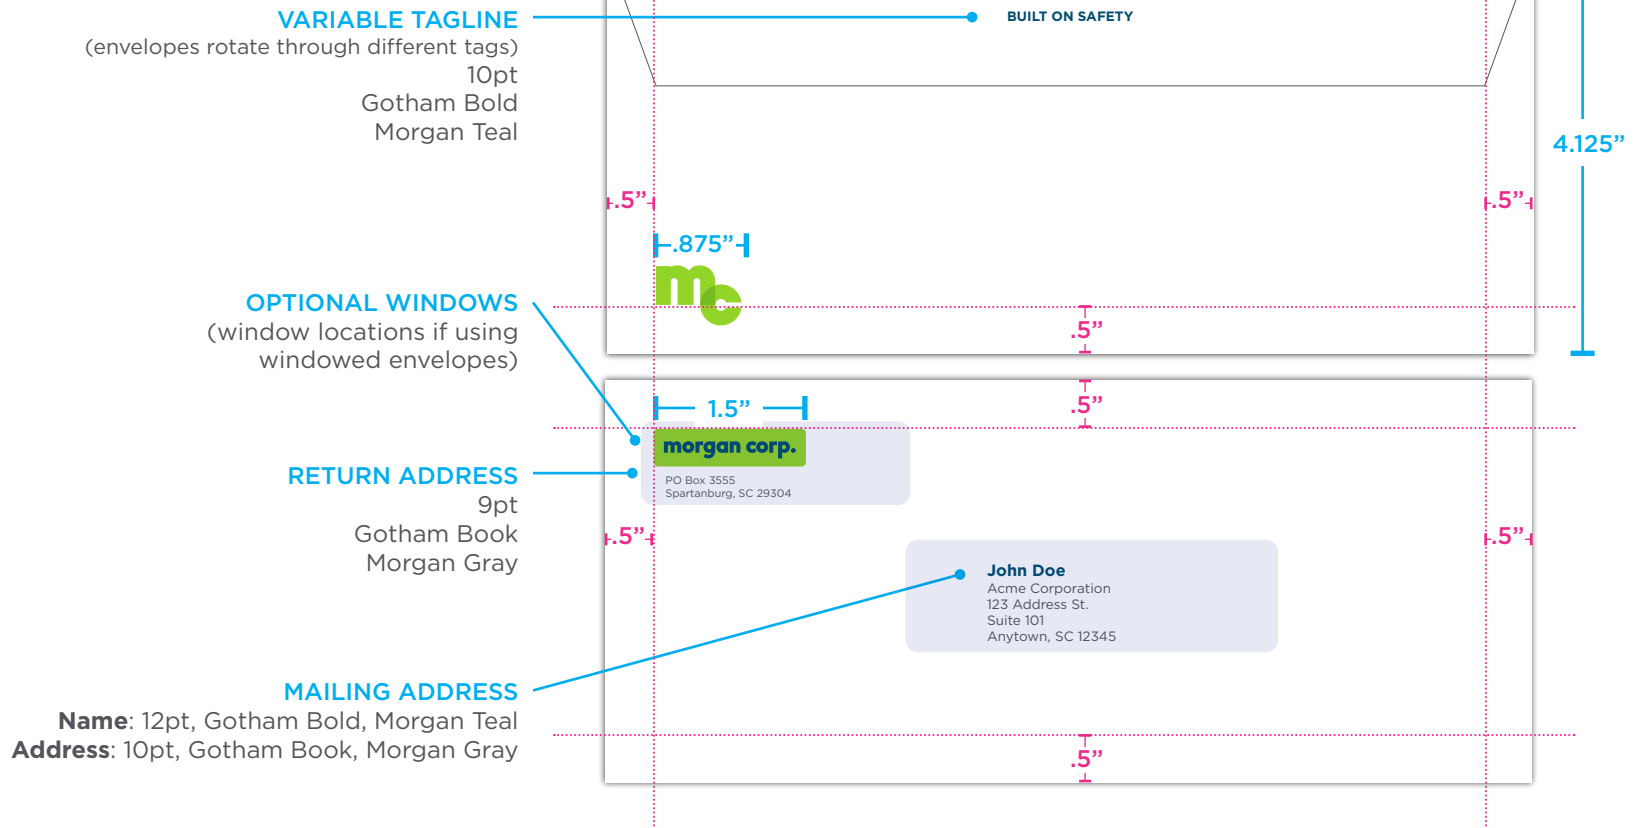 VARIABLE TAGLINE
(envelopes rotate through different tags)
10pt
Gotham Bold
Morgan Teal
BUILT ON SAFETY
4.125”
.5”
.5”
.875”
mc
OPTIONAL WINDOWS
(window locations if using
windowed envelopes)
.5”
.5”
1.5”
morgan corp.
PO Box 3555
Spartanburg, SC 29304
RETURN ADDRESS
9pt
Gotham Book
Morgan Gray
.5”
.5”
John Doe
Acme Corporation
123 Address St.
Suite 101
Anytown, SC 12345
MAILING ADDRESS
Name: 12pt, Gotham Bold, Morgan Teal
Address: 10pt, Gotham Book, Morgan Gray
.5”